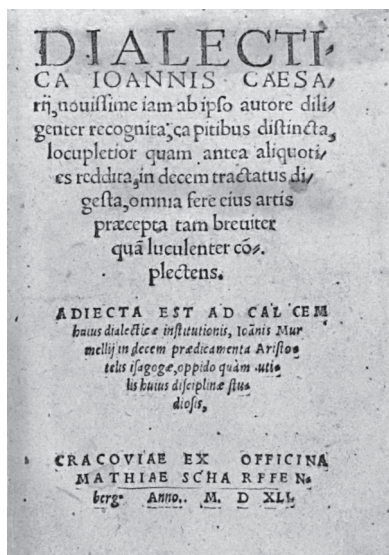 DIALECTI⸗
CA IOANNIS CAESA⸗
rij, nouissime iam ab ipso autore dili⸗
genter recognita, ca pitibus distincta,
locupletior quam antea aliquoti⸗
es reddita, in decem tractatus di⸗
gesta, omnia fere eius artis
præcepta tam breuiter
quã luculenter cõ⸗
plectens.
ADIECTA EST AD CALCEM
huius dialecticæ institutionis, Ioãnis Mur
mellij in decem prædicamenta Aristo⸗
telis isagoge, oppido quàm uti⸗
lis huius disciplinæ stu⸗
diosis,
CRACOVIAE EX OFFICINA
MATHIAE SCHARFFEN⸗
berg. Anno.. M. D XLI.